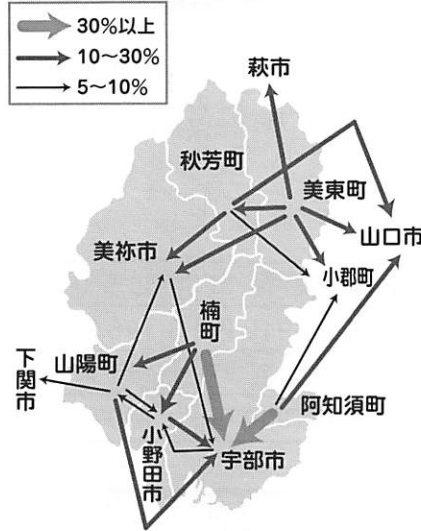 30%以上
10～30%
5～10%
萩市
秋芳町
美東町
山口市
美祢市
小郡町
楠町
山陽町
下関市
阿知須町
小野田市
宇部市